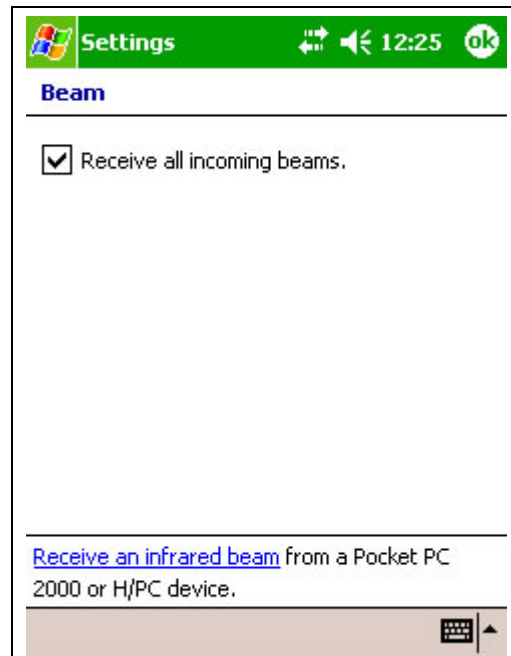 Settings 12:25 ok
Beam
Receive all incoming beams.
Receive an infrared beam from a Pocket PC
2000 or H/PC device.